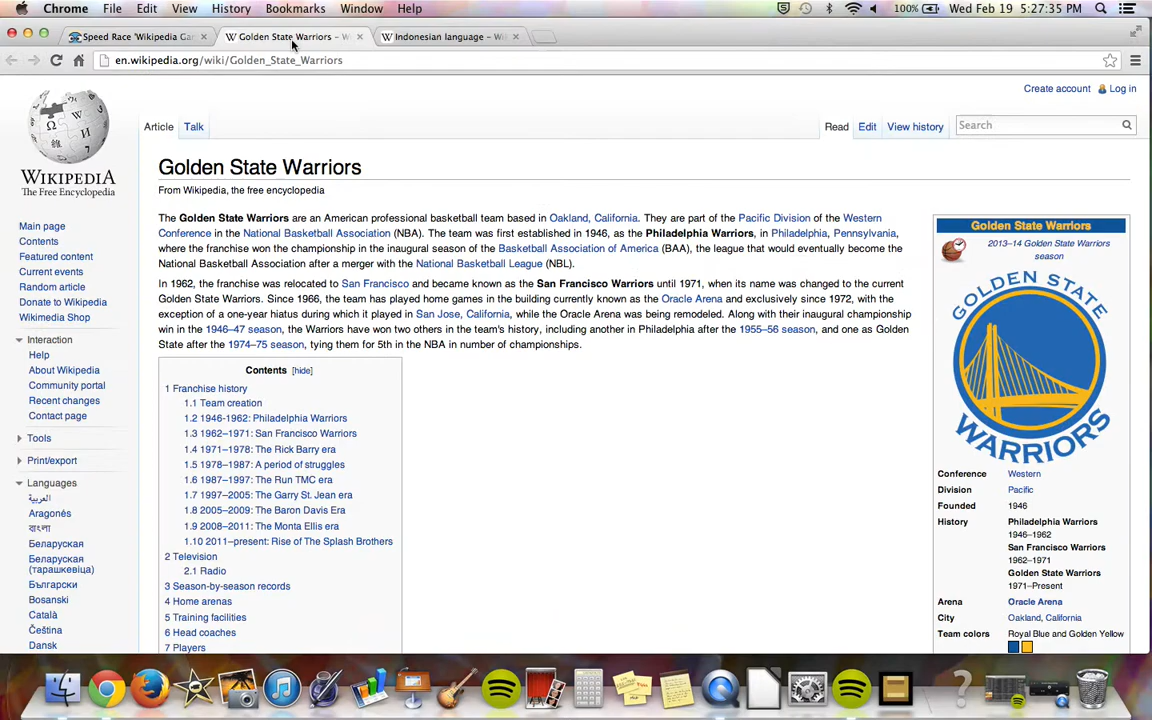 Chrome File Edit View History Bookmarks Window Help 100% Wed Feb 19 5:27:35 PM
Speed Race 'Wikipedia Gar Golden State Warriors – W Indonesian language – Wi
en.wikipedia.org/wiki/Golden_State_Warriors
Create account Log in
Article Talk Read Edit View history Search
WIKIPEDIA
The Free Encyclopedia
Main page
Contents
Featured content
Current events
Random article
Donate to Wikipedia
Wikimedia Shop
Interaction
Help
About Wikipedia
Community portal
Recent changes
Contact page
Tools
Print/export
Languages
العربية
Aragonés
বাংলা
Беларуская
Беларуская
(тарашкевіца)
Български
Bosanski
Català
Čeština
Dansk
Golden State Warriors
From Wikipedia, the free encyclopedia
The Golden State Warriors are an American professional basketball team based in Oakland, California. They are part of the Pacific Division of the Western
Conference in the National Basketball Association (NBA). The team was first established in 1946, as the Philadelphia Warriors, in Philadelphia, Pennsylvania,
where the franchise won the championship in the inaugural season of the Basketball Association of America (BAA), the league that would eventually become the
National Basketball Association after a merger with the National Basketball League (NBL).
In 1962, the franchise was relocated to San Francisco and became known as the San Francisco Warriors until 1971, when its name was changed to the current
Golden State Warriors. Since 1966, the team has played home games in the building currently known as the Oracle Arena and exclusively since 1972, with the
exception of a one-year hiatus during which it played in San Jose, California, while the Oracle Arena was being remodeled. Along with their inaugural championship
win in the 1946–47 season, the Warriors have won two others in the team's history, including another in Philadelphia after the 1955–56 season, and one as Golden
State after the 1974–75 season, tying them for 5th in the NBA in number of championships.
Contents [hide]
1 Franchise history
1.1 Team creation
1.2 1946-1962: Philadelphia Warriors
1.3 1962–1971: San Francisco Warriors
1.4 1971–1978: The Rick Barry era
1.5 1978–1987: A period of struggles
1.6 1987–1997: The Run TMC era
1.7 1997–2005: The Garry St. Jean era
1.8 2005–2009: The Baron Davis Era
1.9 2008–2011: The Monta Ellis era
1.10 2011–present: Rise of The Splash Brothers
2 Television
2.1 Radio
3 Season-by-season records
4 Home arenas
5 Training facilities
6 Head coaches
7 Players
Golden State Warriors
2013–14 Golden State Warriors
season
GOLDEN STATE
WARRIORS
Conference Western
Division Pacific
Founded 1946
History Philadelphia Warriors
1946–1962
San Francisco Warriors
1962–1971
Golden State Warriors
1971–Present
Arena Oracle Arena
City Oakland, California
Team colors Royal Blue and Golden Yellow